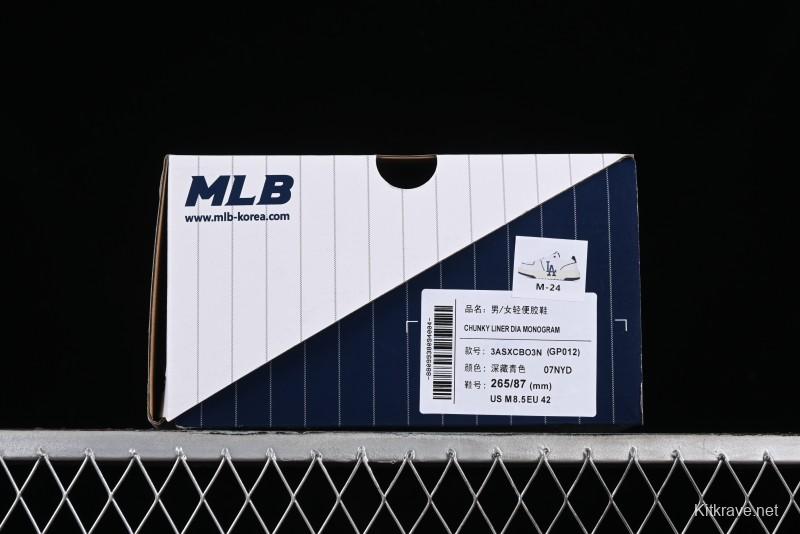 MLB
www.mlb-korea.com
LA
M-24
品名: 男/女轻便胶鞋
CHUNKY LINER DIA MONOGRAM
款号: 3ASXCBO3N (GP012)
颜色: 深藏青色 07NYD
鞋号: 265/87 (mm)
US M8.5EU 42
Kitkrave.net